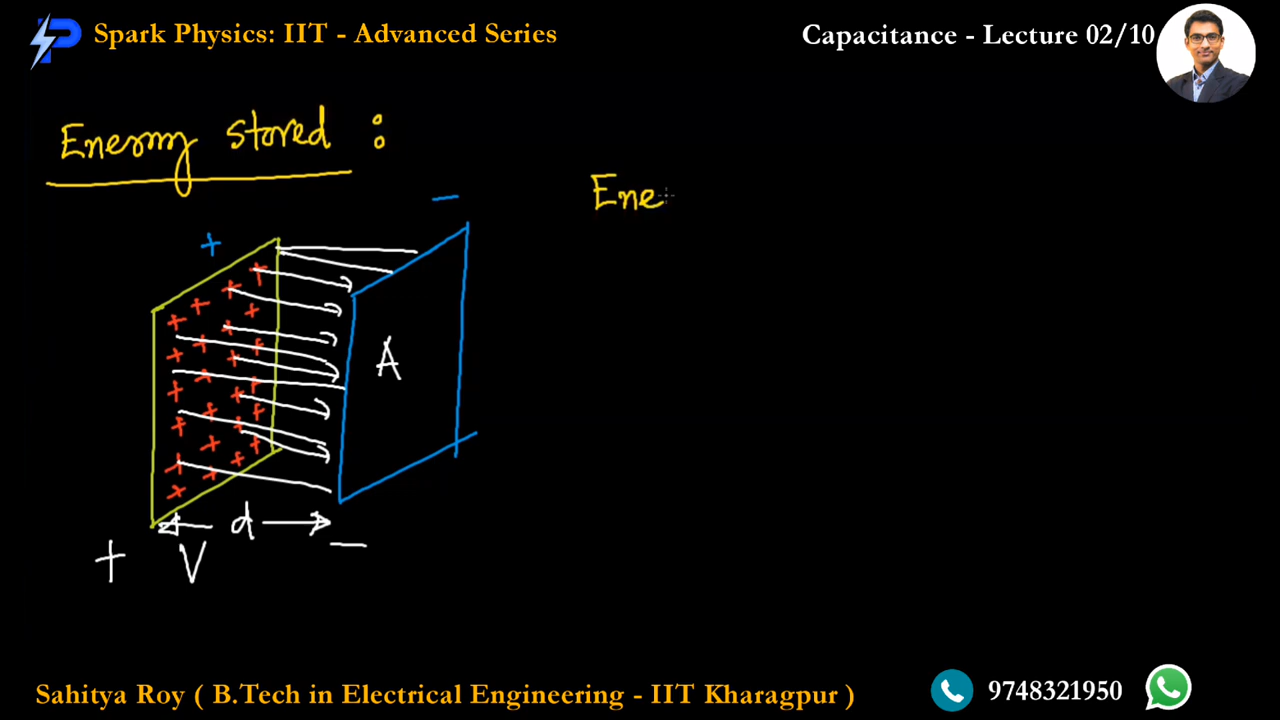 Spark Physics: IIT - Advanced Series
Capacitance - Lecture 02/10
Energy stored :
Ene
+
-
A
d
+ V -
Sahitya Roy ( B.Tech in Electrical Engineering - IIT Kharagpur )
9748321950